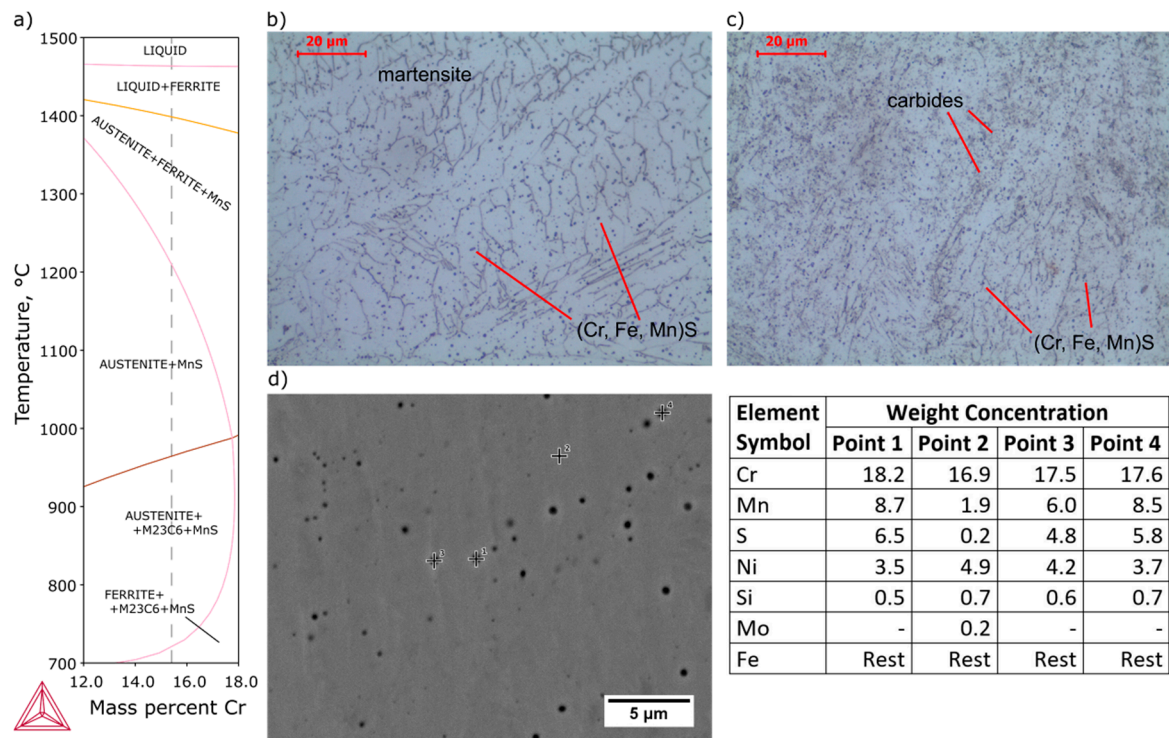 a)
1500
1400
1300
1200
1100
1000
900
800
700
Temperature, °C
LIQUID
LIQUID+FERRITE
AUSTENITE+FERRITE+MnS
AUSTENITE+MnS
AUSTENITE+
+M23C6+MnS
FERRITE+
+M23C6+MnS
12.0 14.0 16.0 18.0
Mass percent Cr
b)
20 µm
martensite
(Cr, Fe, Mn)S
c)
20 µm
carbides
(Cr, Fe, Mn)S
d)
4
2
3
1
5 µm
Element Symbol Weight Concentration
Point 1 Point 2 Point 3 Point 4
Cr 18.2 16.9 17.5 17.6
Mn 8.7 1.9 6.0 8.5
S 6.5 0.2 4.8 5.8
Ni 3.5 4.9 4.2 3.7
Si 0.5 0.7 0.6 0.7
Mo - 0.2 - -
Fe Rest Rest Rest Rest